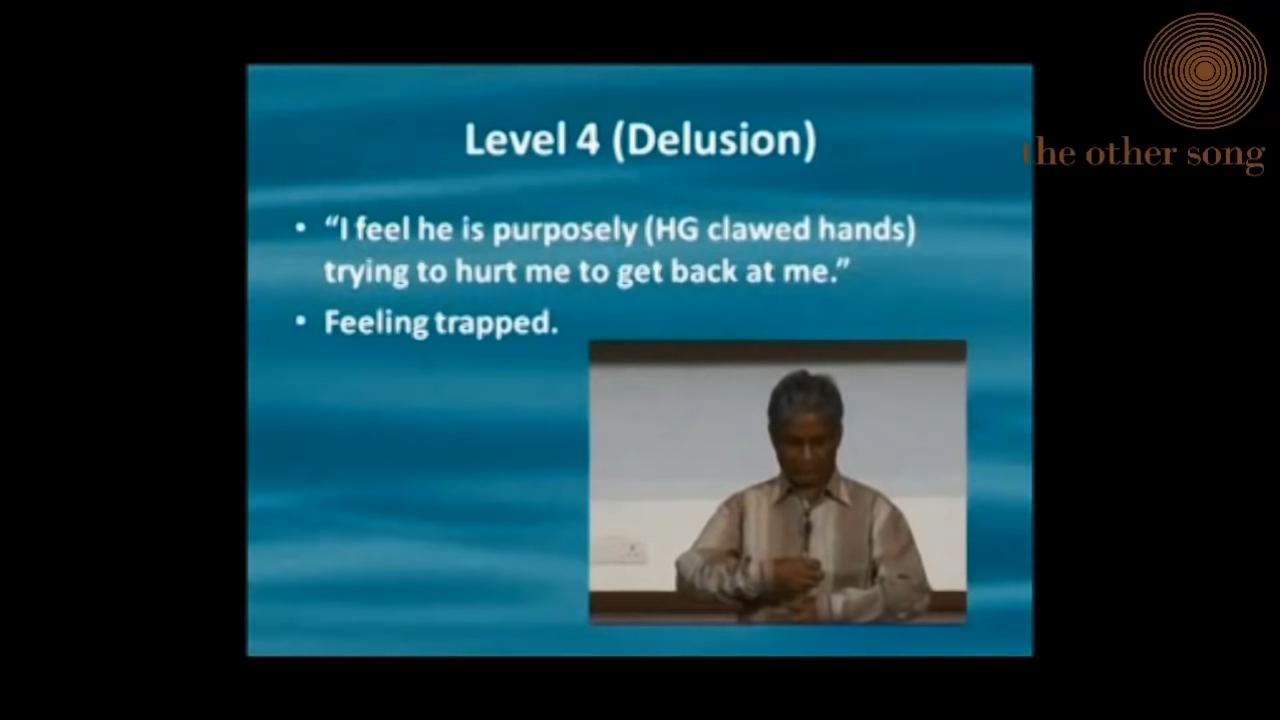 the other song
Level 4 (Delusion)
• “I feel he is purposely (HG clawed hands)
trying to hurt me to get back at me.”
• Feeling trapped.